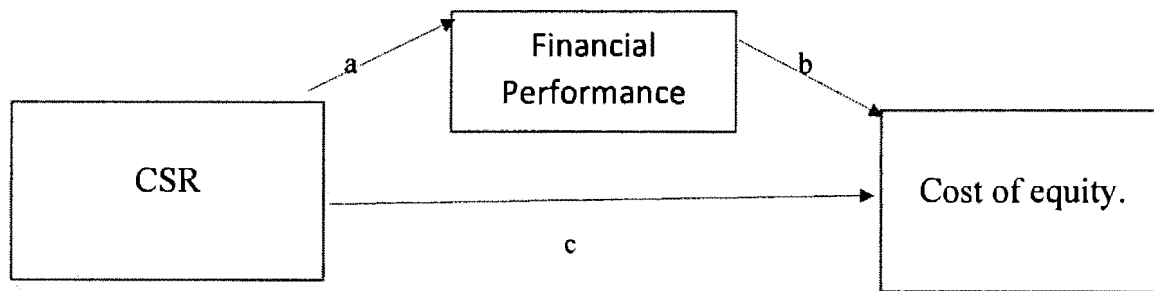 Financial
Performance
a
b
CSR
Cost of equity.
c